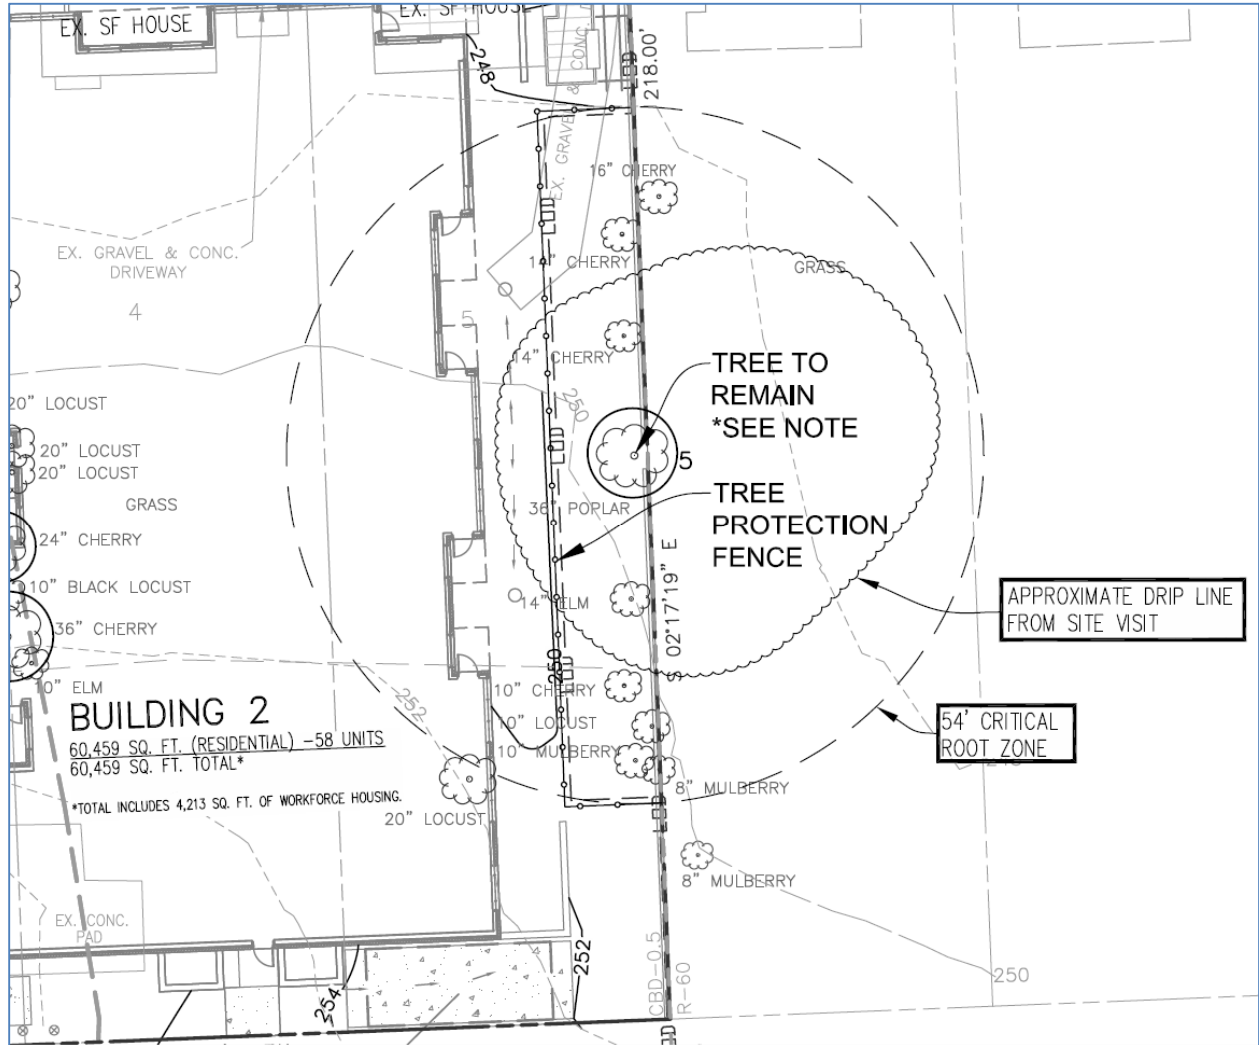 EX. SF HOUSE
EX. SF HOUSE
248
EX. GRAVEL & CONC.
218.00'
LOD
16" CHERRY
EX. GRAVEL & CONC.
DRIVEWAY
4
LOD
14" CHERRY
GRASS
5
14" CHERRY
250
TREE TO
REMAIN
*SEE NOTE
20" LOCUST
20" LOCUST
20" LOCUST
LOD
5
GRASS
36" POPLAR
TREE
PROTECTION
FENCE
24" CHERRY
S 02°17'19" E
10" BLACK LOCUST
14" ELM
APPROXIMATE DRIP LINE
FROM SITE VISIT
36" CHERRY
250
LOD
10" ELM
10" CHERRY
252
BUILDING 2
60,459 SQ. FT. (RESIDENTIAL) -58 UNITS
60,459 SQ. FT. TOTAL*
10" LOCUST
10" MULBERRY
54' CRITICAL
ROOT ZONE
8" MULBERRY
*TOTAL INCLUDES 4,213 SQ. FT. OF WORKFORCE HOUSING.
20" LOCUST
LOD
8" MULBERRY
EX. CONC.
PAD
252
CBD-0.5
R-60
250
254